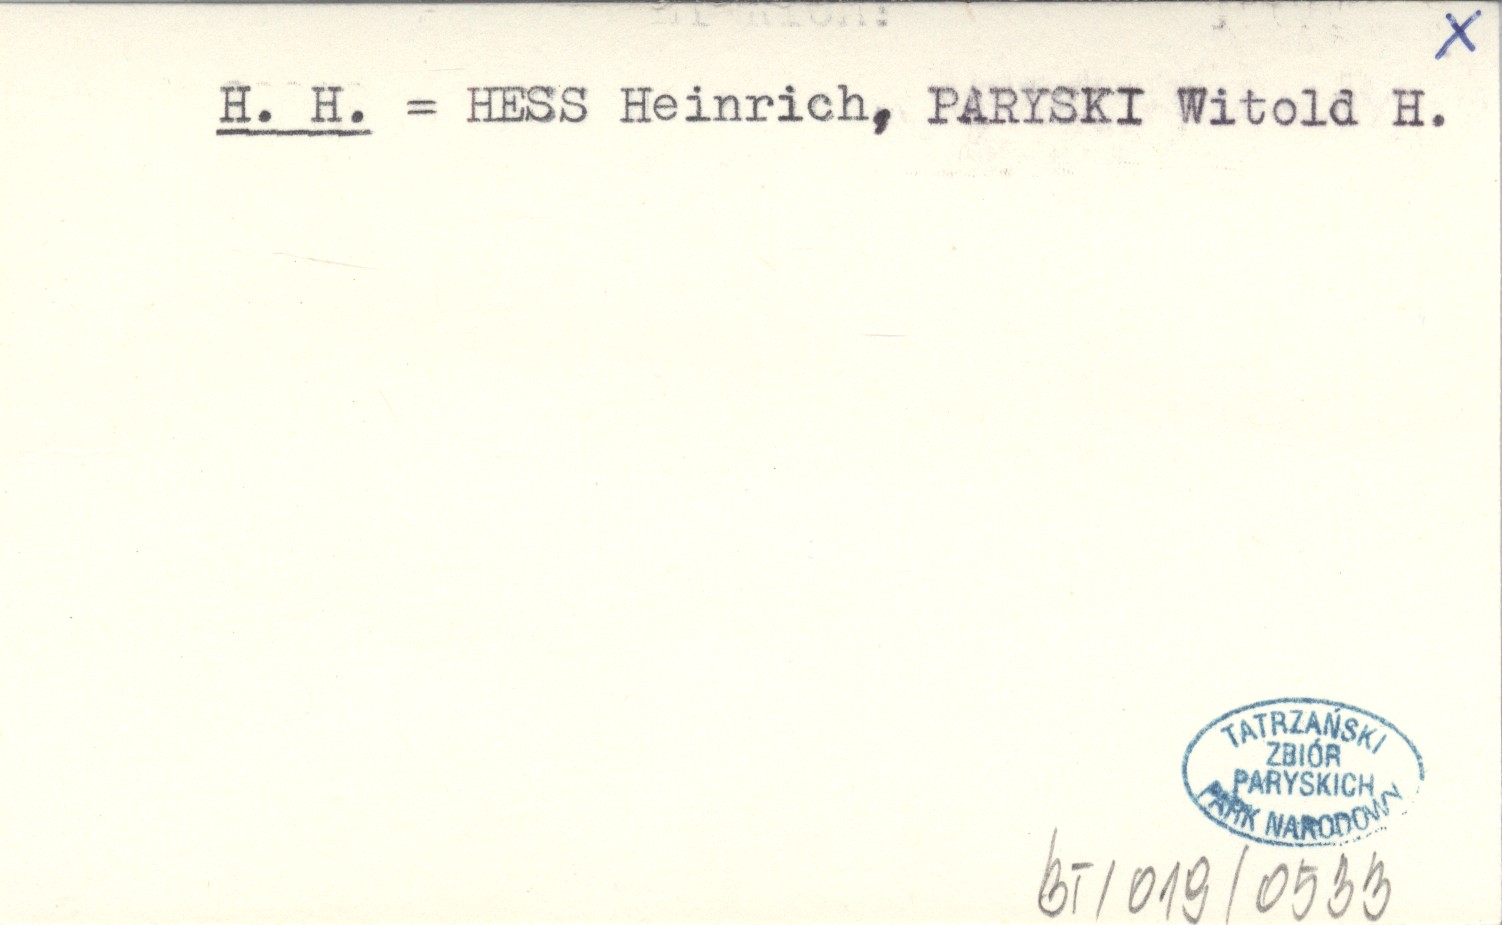 X
H. H. = HESS Heinrich, PARYSKI Witold H.
TATRZAŃSKI
ZBIÓR
PARYSKICH
PARK NARODOWY
BT/019/0533